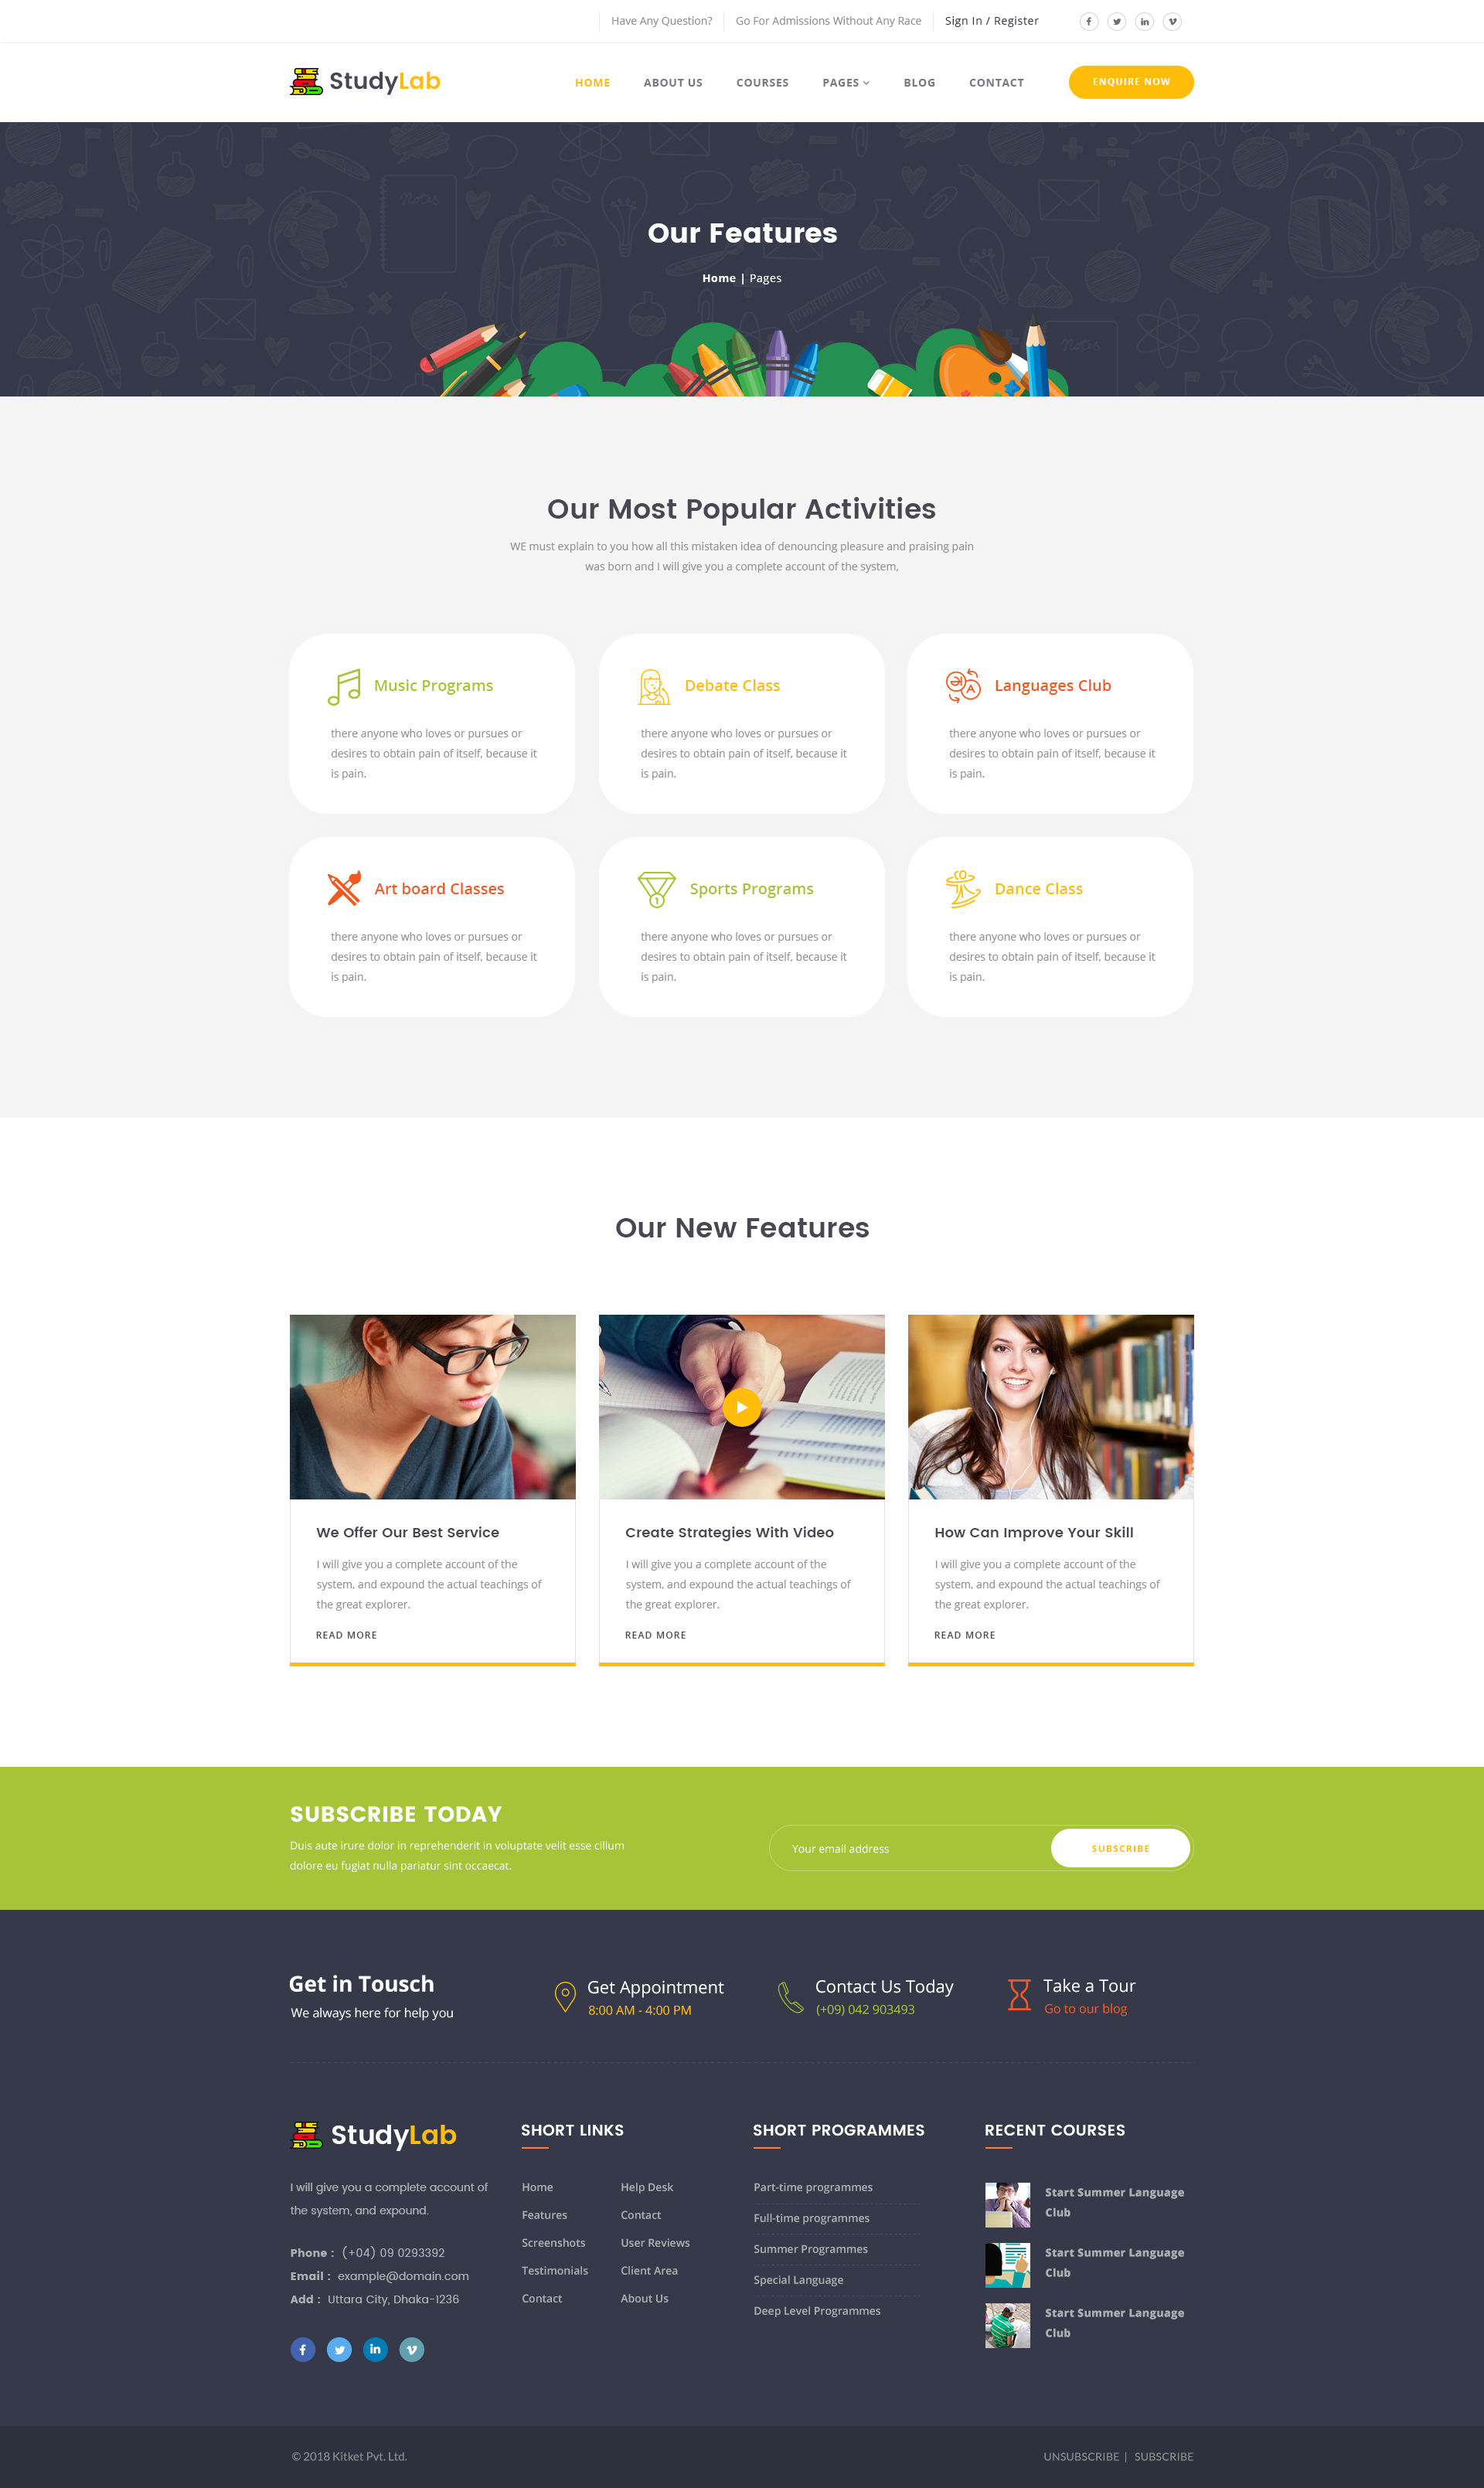 Have Any Question?
Go For Admissions Without Any Race
Sign In / Register
StudyLab
HOME
ABOUT US
COURSES
PAGES
BLOG
CONTACT
ENQUIRE NOW
Our Features
Home | Pages
Our Most Popular Activities
WE must explain to you how all this mistaken idea of denouncing pleasure and praising pain
was born and I will give you a complete account of the system,
Music Programs
there anyone who loves or pursues or
desires to obtain pain of itself, because it
is pain.
Debate Class
there anyone who loves or pursues or
desires to obtain pain of itself, because it
is pain.
Languages Club
there anyone who loves or pursues or
desires to obtain pain of itself, because it
is pain.
Art board Classes
there anyone who loves or pursues or
desires to obtain pain of itself, because it
is pain.
Sports Programs
there anyone who loves or pursues or
desires to obtain pain of itself, because it
is pain.
Dance Class
there anyone who loves or pursues or
desires to obtain pain of itself, because it
is pain.
Our New Features
We Offer Our Best Service
I will give you a complete account of the
system, and expound the actual teachings of
the great explorer.
READ MORE
Create Strategies With Video
I will give you a complete account of the
system, and expound the actual teachings of
the great explorer.
READ MORE
How Can Improve Your Skill
I will give you a complete account of the
system, and expound the actual teachings of
the great explorer.
READ MORE
SUBSCRIBE TODAY
Duis aute irure dolor in reprehenderit in voluptate velit esse cillum
dolore eu fugiat nulla pariatur sint occaecat.
Your email address
SUBSCRIBE
Get in Tousch
We always here for help you
Get Appointment
8:00 AM - 4:00 PM
Contact Us Today
(+09) 042 903493
Take a Tour
Go to our blog
StudyLab
I will give you a complete account of
the system, and expound.
Phone : (+04) 09 0293392
Email : example@domain.com
Add : Uttara City, Dhaka-1236
SHORT LINKS
Home
Features
Screenshots
Testimonials
Contact
Help Desk
Contact
User Reviews
Client Area
About Us
SHORT PROGRAMMES
Part-time programmes
Full-time programmes
Summer Programmes
Special Language
Deep Level Programmes
RECENT COURSES
Start Summer Language
Club
Start Summer Language
Club
Start Summer Language
Club
© 2018 Kitket Pvt. Ltd.
UNSUBSCRIBE | SUBSCRIBE